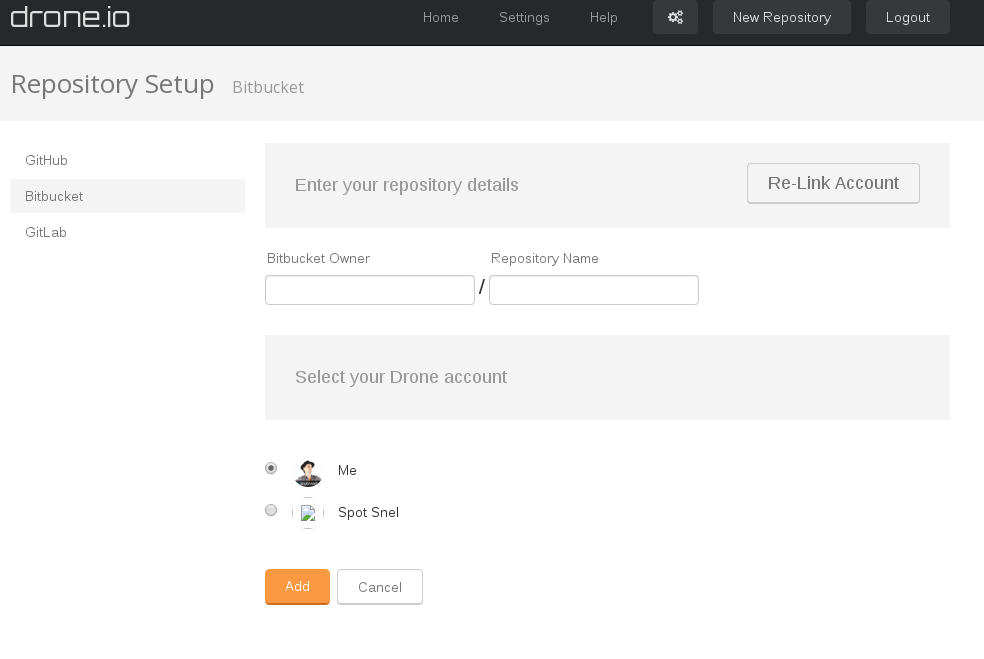 drone.io
Home Settings Help New Repository Logout
Repository Setup Bitbucket
GitHub
Bitbucket
GitLab
Enter your repository details
Re-Link Account
Bitbucket Owner Repository Name
/
Select your Drone account
Me
Spot Snel
Add Cancel